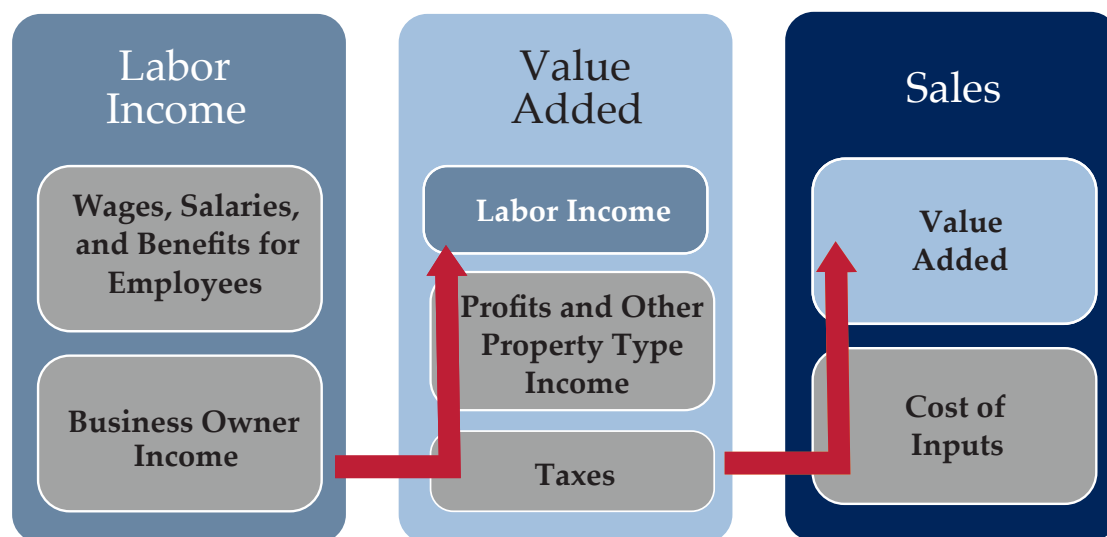 Labor
Income
Wages, Salaries,
and Benefits for
Employees
Business Owner
Income
Value
Added
Labor Income
Profits and Other
Property Type
Income
Taxes
Sales
Value
Added
Cost of
Inputs